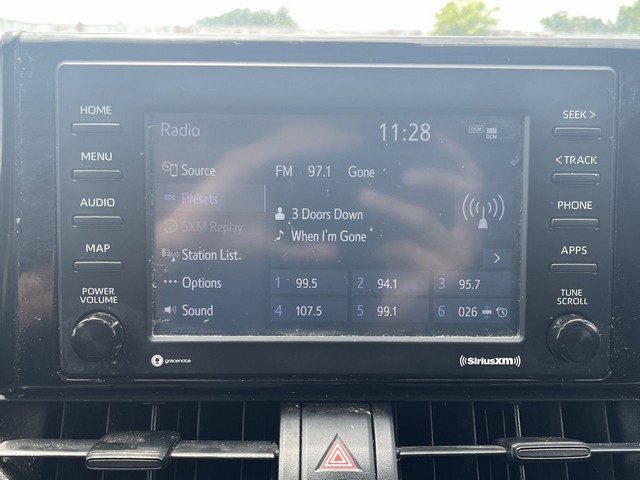 HOME
MENU
AUDIO
MAP
POWER
VOLUME
Radio
11:28
DCM
Source
Presets
SXM Replay
Station List
Options
Sound
FM 97.1 Gone
3 Doors Down
When I'm Gone
1 99.5 2 94.1 3 95.7
4 107.5 5 99.1 6 026
SEEK >
< TRACK
PHONE
APPS
TUNE
SCROLL
gracenote
SiriusXM